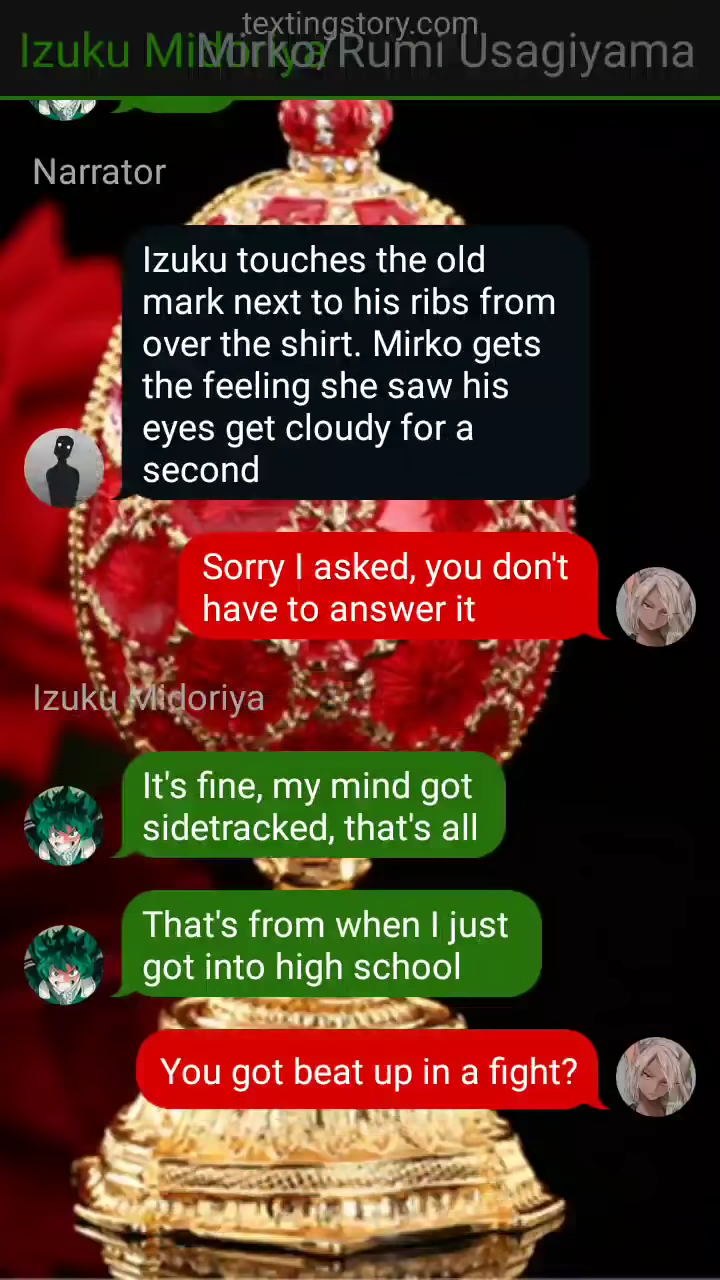 textingstory.com
Izuku Midoriya
Mirko/Rumi Usagiyama
Narrator
Izuku touches the old
mark next to his ribs from
over the shirt. Mirko gets
the feeling she saw his
eyes get cloudy for a
second
Sorry I asked, you don't
have to answer it
Izuku Midoriya
It's fine, my mind got
sidetracked, that's all
That's from when I just
got into high school
You got beat up in a fight?